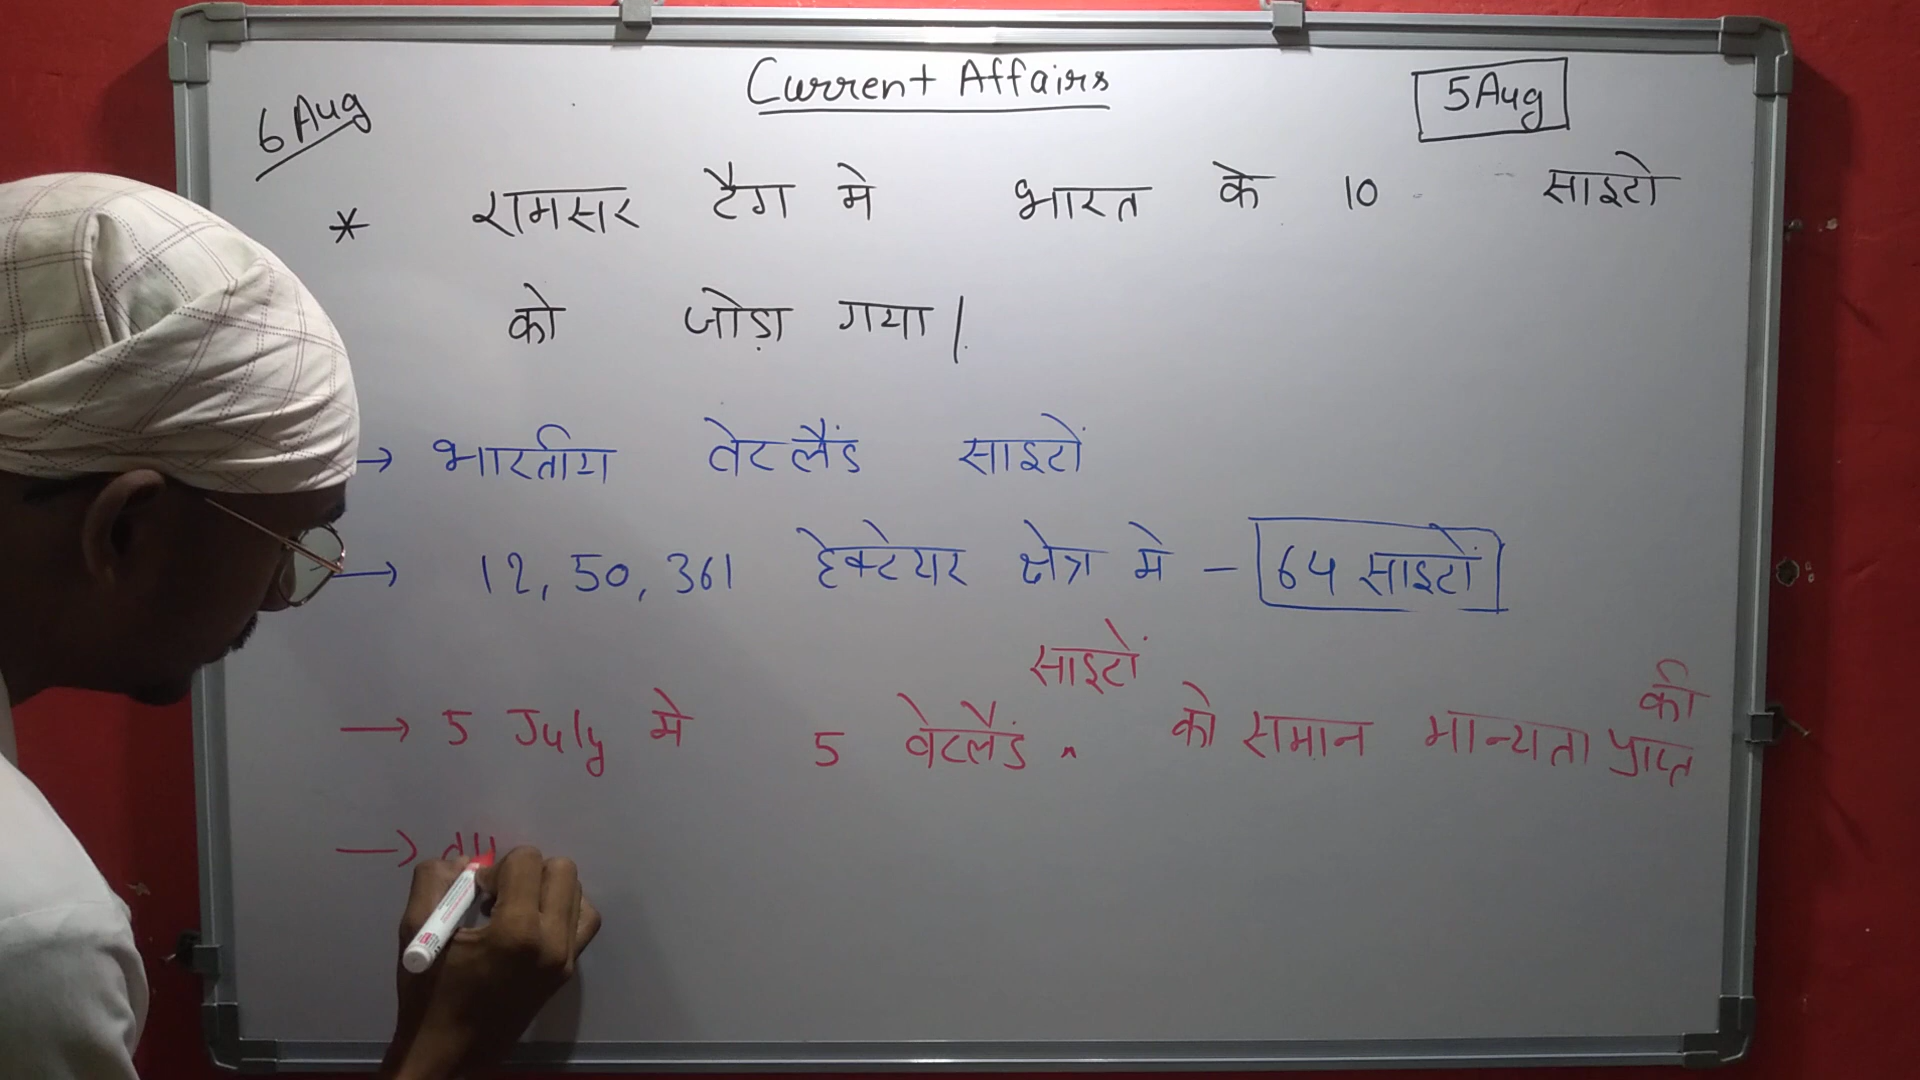 Current Affairs
6 Aug
5 Aug
* रामसर टैग मे भारत के 10 साइटो
को जोड़ा गया |
→ भारतीय वेटलैंड साइटों
→ 12,50,361 हेक्टेयर क्षेत्र मे - 64 साइटों
साइटों
की
→ 5 July मे 5 वेटलैंड ^ को समान मान्यता प्राप्त
→